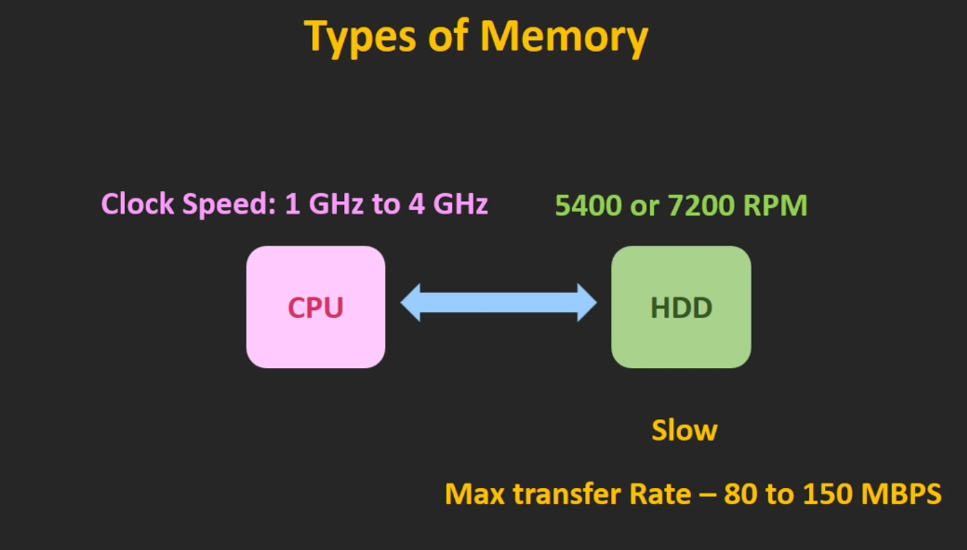 Types of Memory
Clock Speed: 1 GHz to 4 GHz
5400 or 7200 RPM
CPU
HDD
Slow
Max transfer Rate – 80 to 150 MBPS